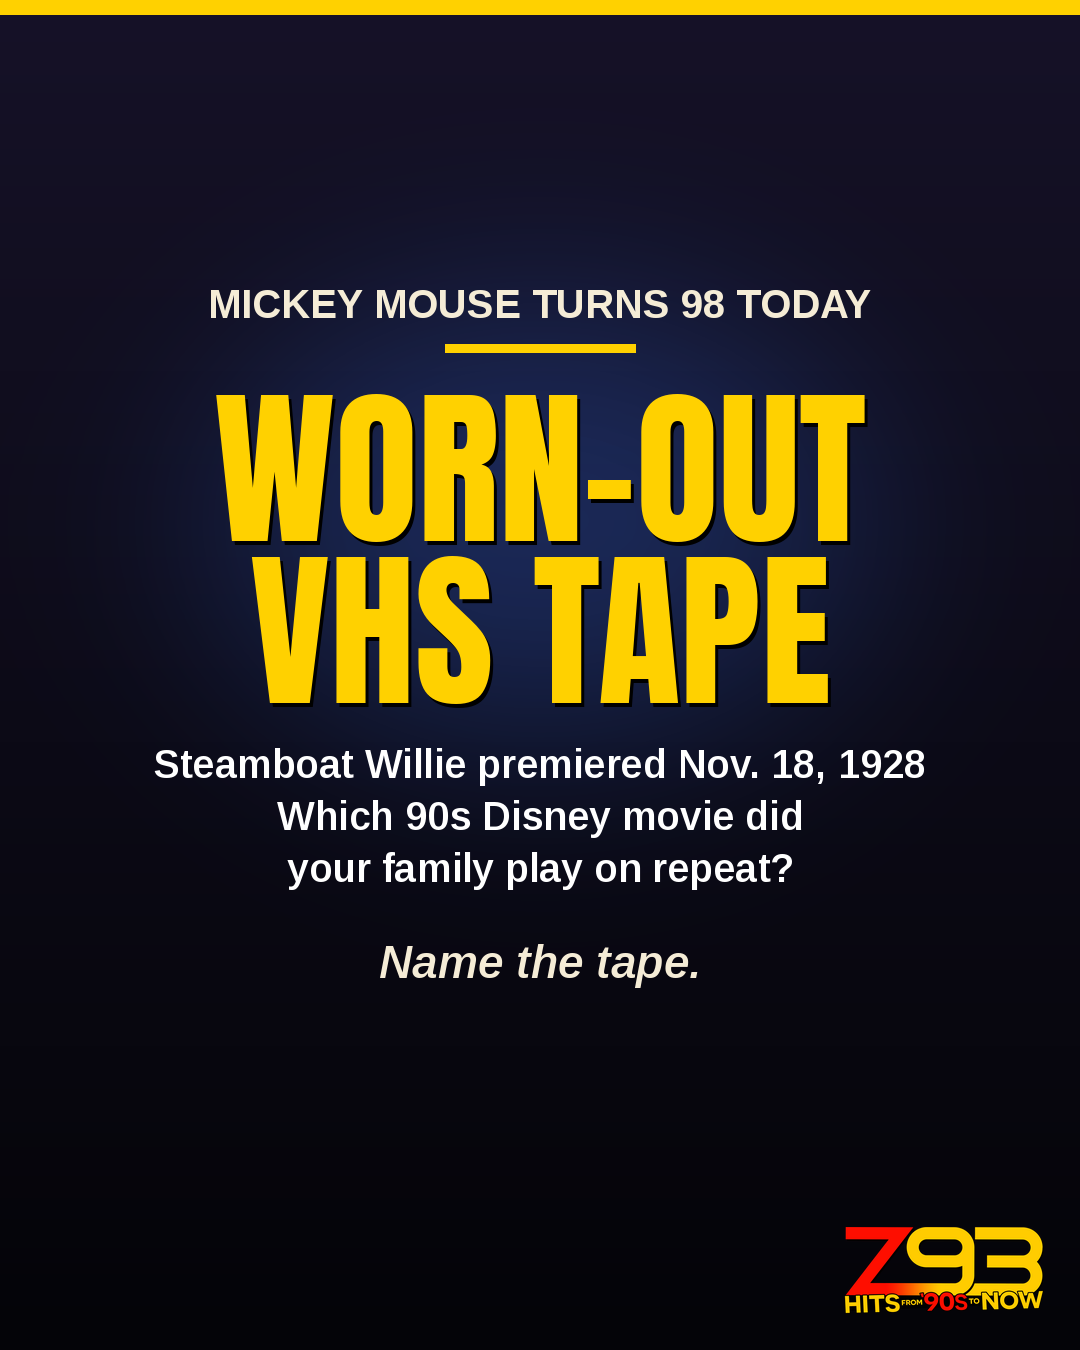 MICKEY MOUSE TURNS 98 TODAY
WORN-OUT
VHS TAPE
Steamboat Willie premiered Nov. 18, 1928
Which 90s Disney movie did
your family play on repeat?
Name the tape.
Z93
HITS FROM '90S TO NOW